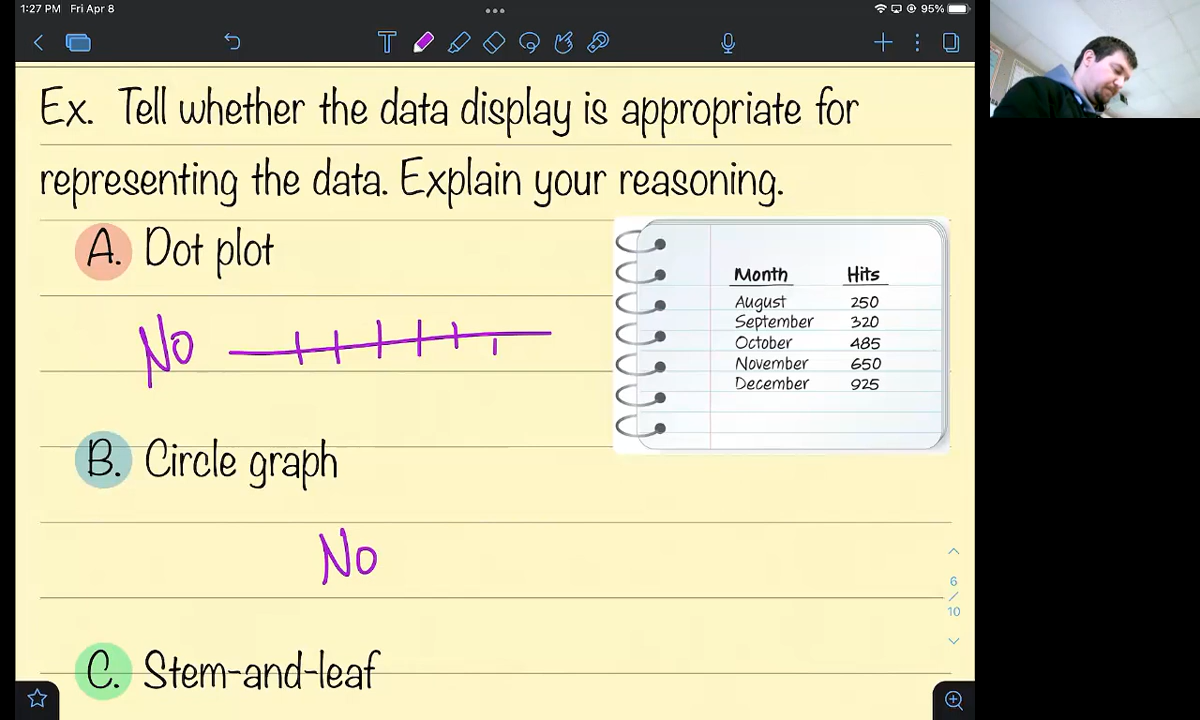 1:27 PM Fri Apr 8
95%
Ex. Tell whether the data display is appropriate for
representing the data. Explain your reasoning.
A. Dot plot
Month Hits
August 250
September 320
October 485
November 650
December 925
No
B. Circle graph
No
6
/
10
C. Stem-and-leaf